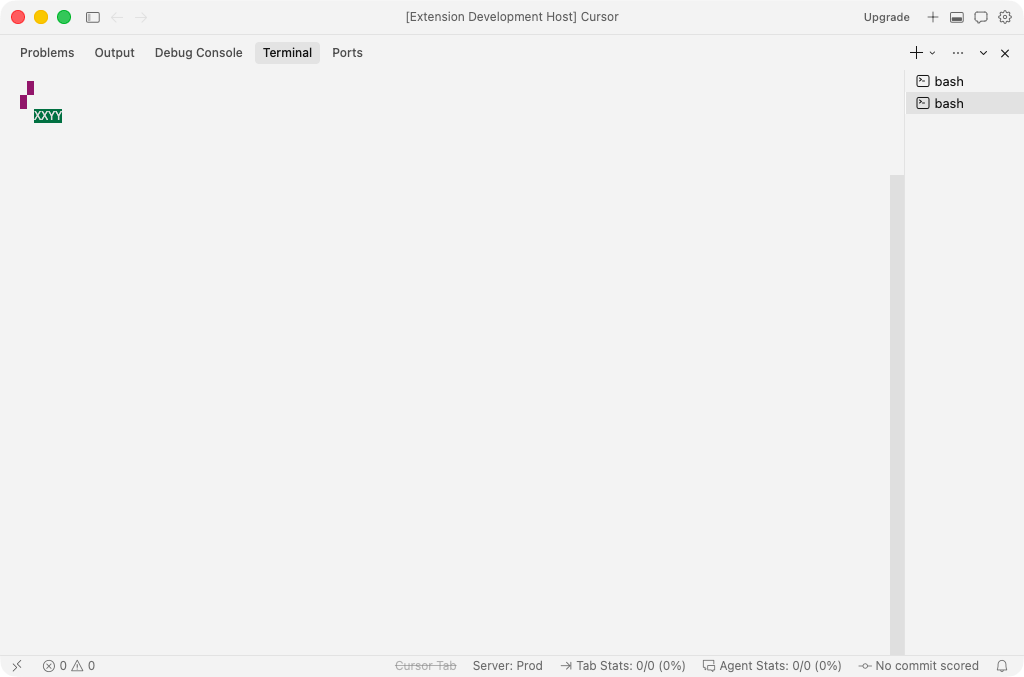 [Extension Development Host] Cursor
Upgrade
Problems Output Debug Console Terminal Ports
bash
bash
XXYY
0 0 Cursor Tab Server: Prod Tab Stats: 0/0 (0%) Agent Stats: 0/0 (0%) No commit scored